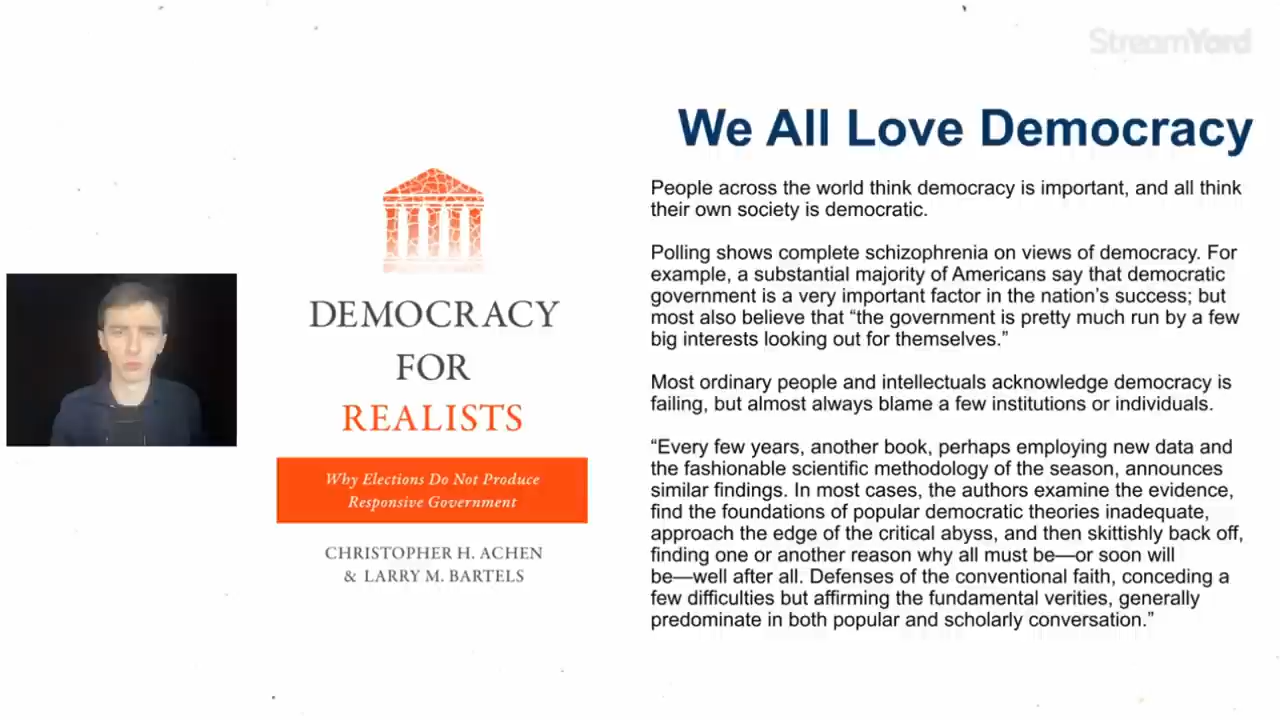 StreamYard
We All Love Democracy
DEMOCRACY
FOR
REALISTS
Why Elections Do Not Produce
Responsive Government
CHRISTOPHER H. ACHEN
& LARRY M. BARTELS
People across the world think democracy is important, and all think
their own society is democratic.
Polling shows complete schizophrenia on views of democracy. For
example, a substantial majority of Americans say that democratic
government is a very important factor in the nation’s success; but
most also believe that “the government is pretty much run by a few
big interests looking out for themselves.”
Most ordinary people and intellectuals acknowledge democracy is
failing, but almost always blame a few institutions or individuals.
“Every few years, another book, perhaps employing new data and
the fashionable scientific methodology of the season, announces
similar findings. In most cases, the authors examine the evidence,
find the foundations of popular democratic theories inadequate,
approach the edge of the critical abyss, and then skittishly back off,
finding one or another reason why all must be—or soon will
be—well after all. Defenses of the conventional faith, conceding a
few difficulties but affirming the fundamental verities, generally
predominate in both popular and scholarly conversation.”